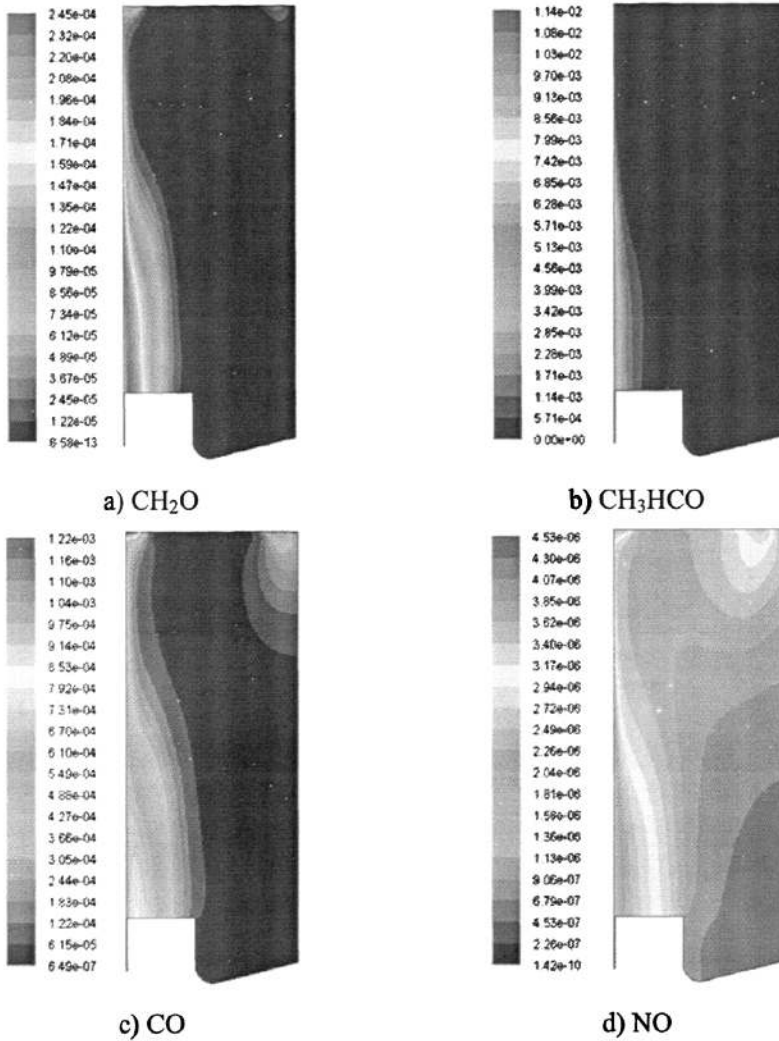 2.45e-04
2.32e-04
2.20e-04
2.08e-04
1.96e-04
1.84e-04
1.71e-04
1.59e-04
1.47e-04
1.35e-04
1.22e-04
1.10e-04
9.79e-05
8.56e-05
7.34e-05
6.12e-05
4.89e-05
3.67e-05
2.45e-05
1.22e-05
6.58e-13
a) CH₂O
1.14e-02
1.08e-02
1.03e-02
9.70e-03
9.13e-03
8.56e-03
7.99e-03
7.42e-03
6.85e-03
6.28e-03
5.71e-03
5.13e-03
4.56e-03
3.99e-03
3.42e-03
2.85e-03
2.28e-03
1.71e-03
1.14e-03
5.71e-04
0.00e+00
b) CH₃HCO
1.22e-03
1.16e-03
1.10e-03
1.04e-03
9.75e-04
9.14e-04
8.53e-04
7.92e-04
7.31e-04
6.70e-04
6.10e-04
5.49e-04
4.88e-04
4.27e-04
3.66e-04
3.05e-04
2.44e-04
1.83e-04
1.22e-04
6.15e-05
6.49e-07
c) CO
4.53e-06
4.30e-06
4.07e-06
3.85e-06
3.62e-06
3.40e-06
3.17e-06
2.94e-06
2.72e-06
2.49e-06
2.26e-06
2.04e-06
1.81e-06
1.58e-06
1.36e-06
1.13e-06
9.06e-07
6.79e-07
4.53e-07
2.26e-07
1.42e-10
d) NO